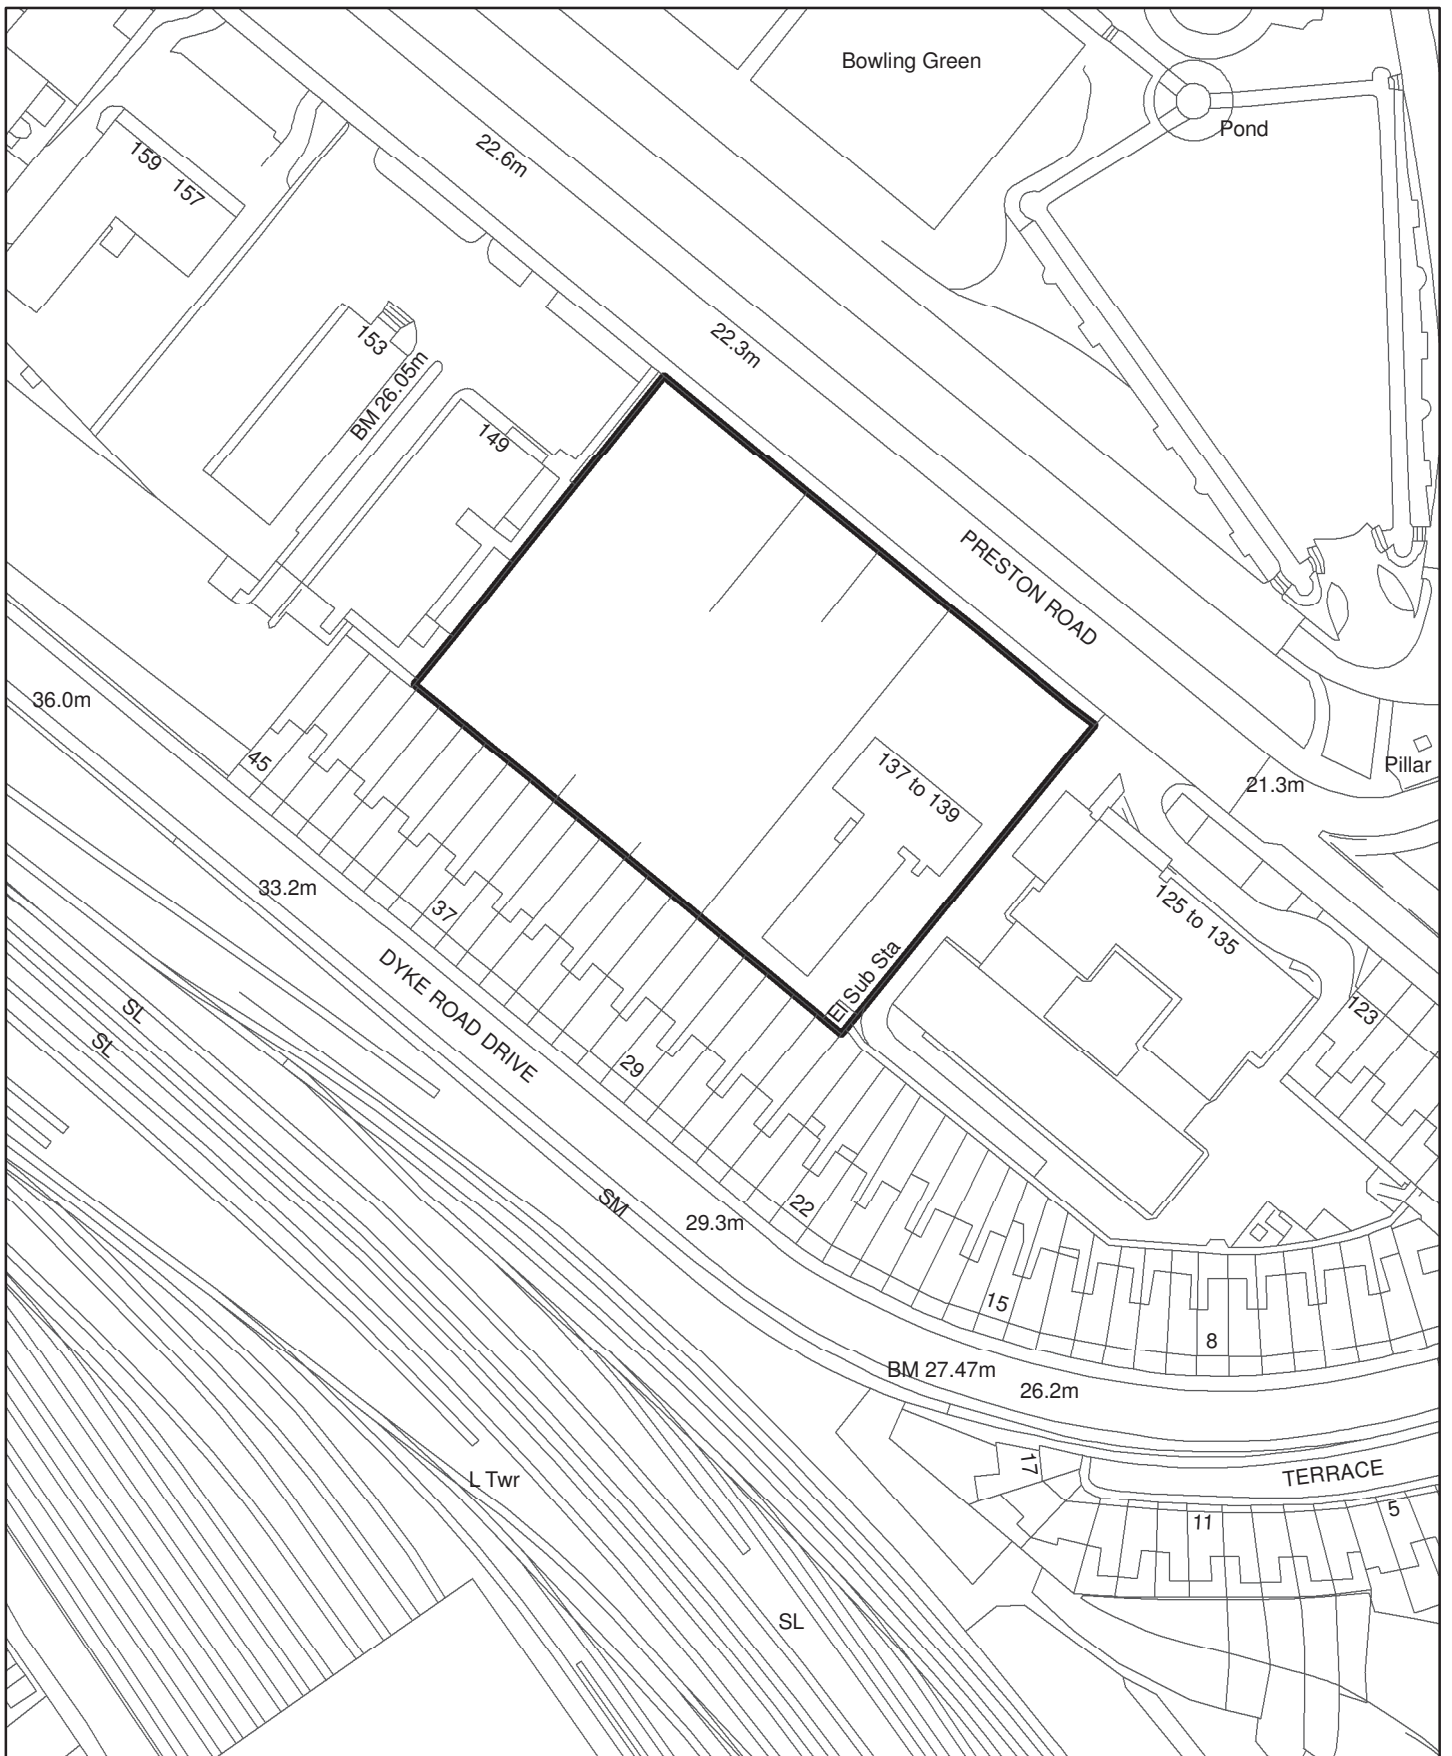 Bowling Green
Pond
22.6m
159
157
22.3m
153
BM 26.05m
149
PRESTON ROAD
36.0m
45
137 to 139
Pillar
21.3m
33.2m
37
125 to 135
El Sub Sta
DYKE ROAD DRIVE
123
SL
SL
29
SM
22
29.3m
15
8
BM 27.47m
26.2m
17
TERRACE
L Twr
11
5
SL